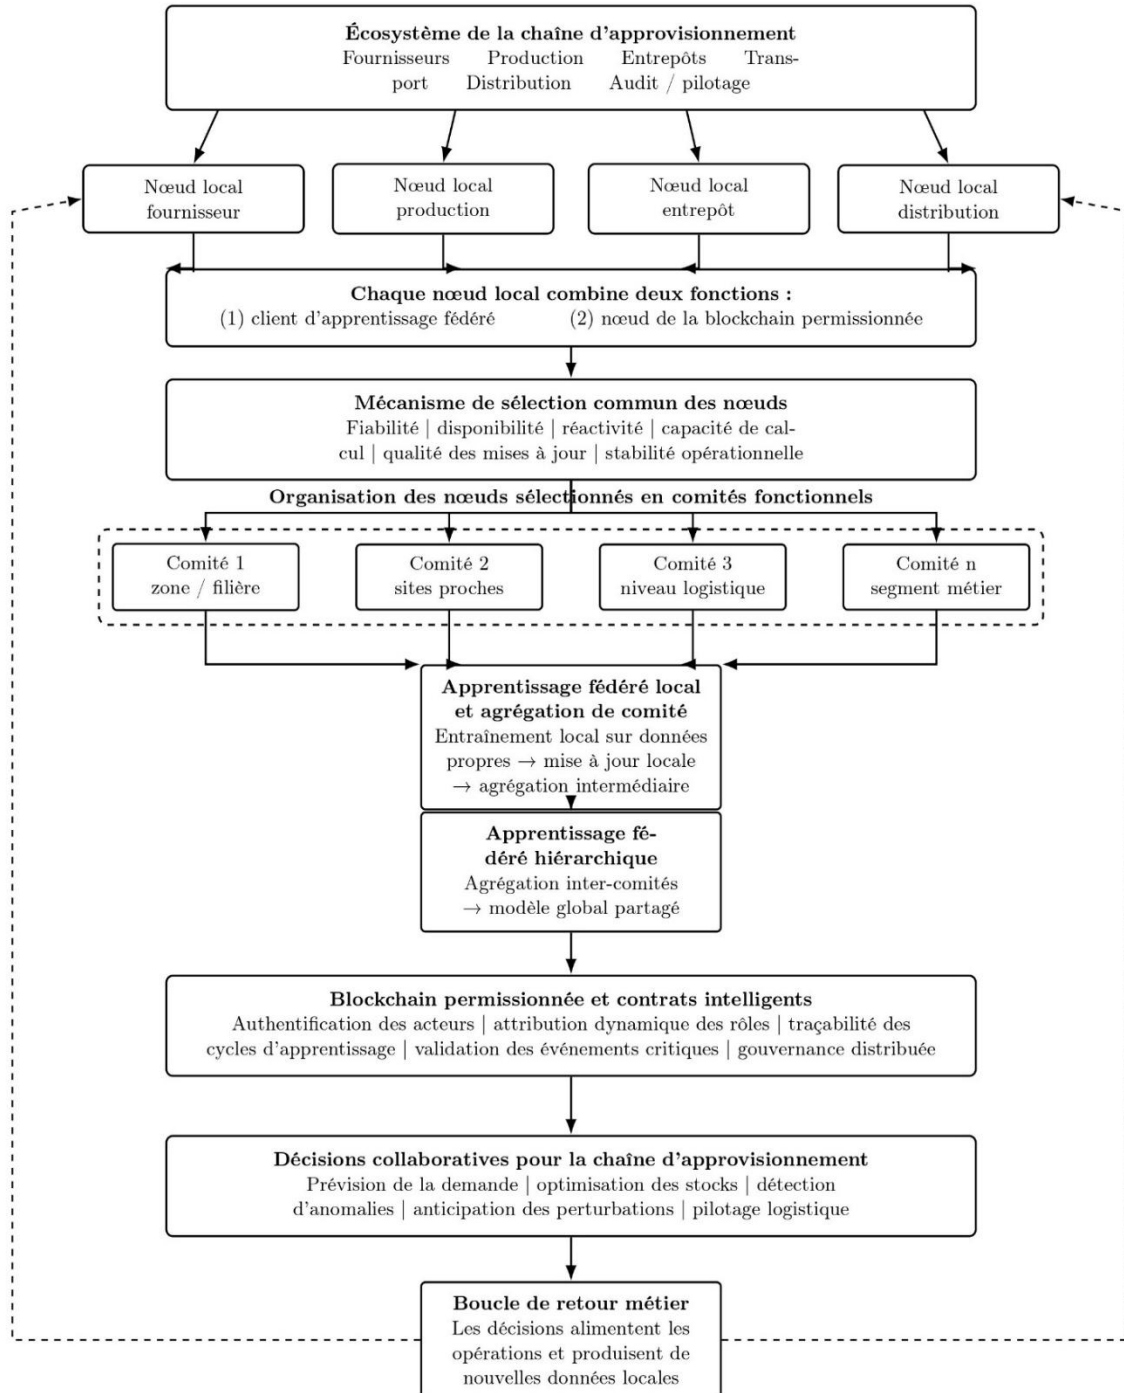 Écosystème de la chaîne d'approvisionnement
Fournisseurs Production Entrepôts Trans-
port Distribution Audit / pilotage
Nœud local
fournisseur
Nœud local
production
Nœud local
entrepôt
Nœud local
distribution
Chaque nœud local combine deux fonctions :
(1) client d'apprentissage fédéré (2) nœud de la blockchain permissionnée
Mécanisme de sélection commun des nœuds
Fiabilité | disponibilité | réactivité | capacité de cal-
cul | qualité des mises à jour | stabilité opérationnelle
Organisation des nœuds sélectionnés en comités fonctionnels
Comité 1
zone / filière
Comité 2
sites proches
Comité 3
niveau logistique
Comité n
segment métier
Apprentissage fédéré local
et agrégation de comité
Entraînement local sur données
propres → mise à jour locale
→ agrégation intermédiaire
Apprentissage fé-
déré hiérarchique
Agrégation inter-comités
→ modèle global partagé
Blockchain permissionnée et contrats intelligents
Authentification des acteurs | attribution dynamique des rôles | traçabilité des
cycles d'apprentissage | validation des événements critiques | gouvernance distribuée
Décisions collaboratives pour la chaîne d'approvisionnement
Prévision de la demande | optimisation des stocks | détection
d'anomalies | anticipation des perturbations | pilotage logistique
Boucle de retour métier
Les décisions alimentent les
opérations et produisent de
nouvelles données locales